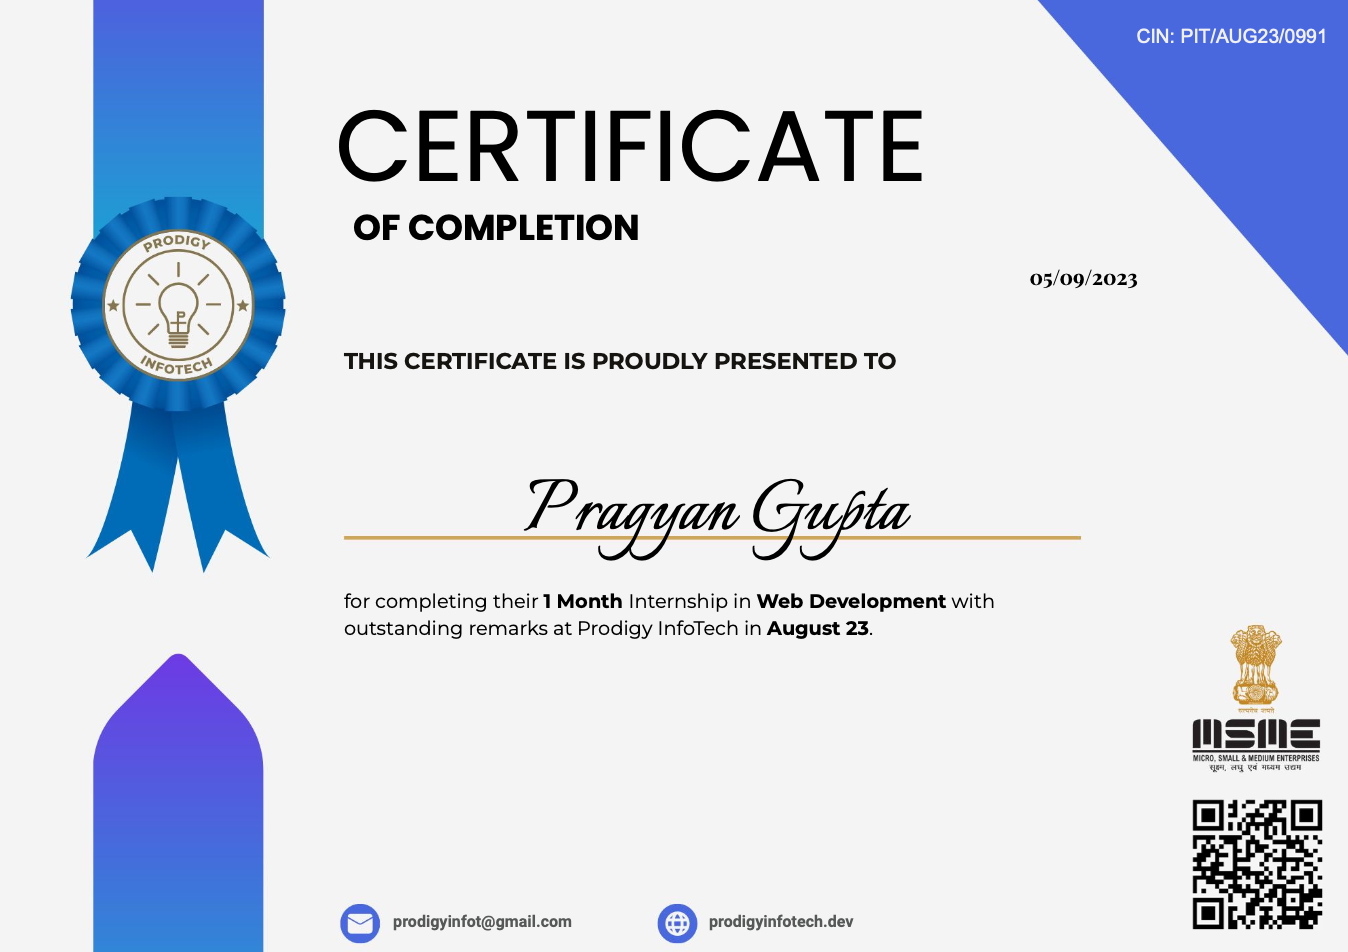 CIN: PIT/AUG23/0991
CERTIFICATE
OF COMPLETION
05/09/2023
PRODIGY
INFOTECH
THIS CERTIFICATE IS PROUDLY PRESENTED TO
Pragyan Gupta
for completing their 1 Month Internship in Web Development with
outstanding remarks at Prodigy InfoTech in August 23.
सत्यमेव जयते
MSME
MICRO, SMALL & MEDIUM ENTERPRISES
सूक्ष्म, लघु एवं मध्यम उद्यम
prodigyinfot@gmail.com
prodigyinfotech.dev